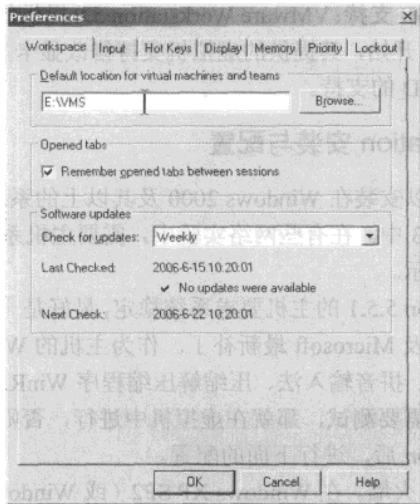 Preferences
Workspace Input Hot Keys Display Memory Priority Lockout
Default location for virtual machines and teams
E:\VMS Browse...
Opened tabs
Remember opened tabs between sessions
Software updates
Check for updates: Weekly
Last Checked: 2006-6-15 10:20:01
No updates were available
Next Check: 2006-6-22 10:20:01
OK Cancel Help